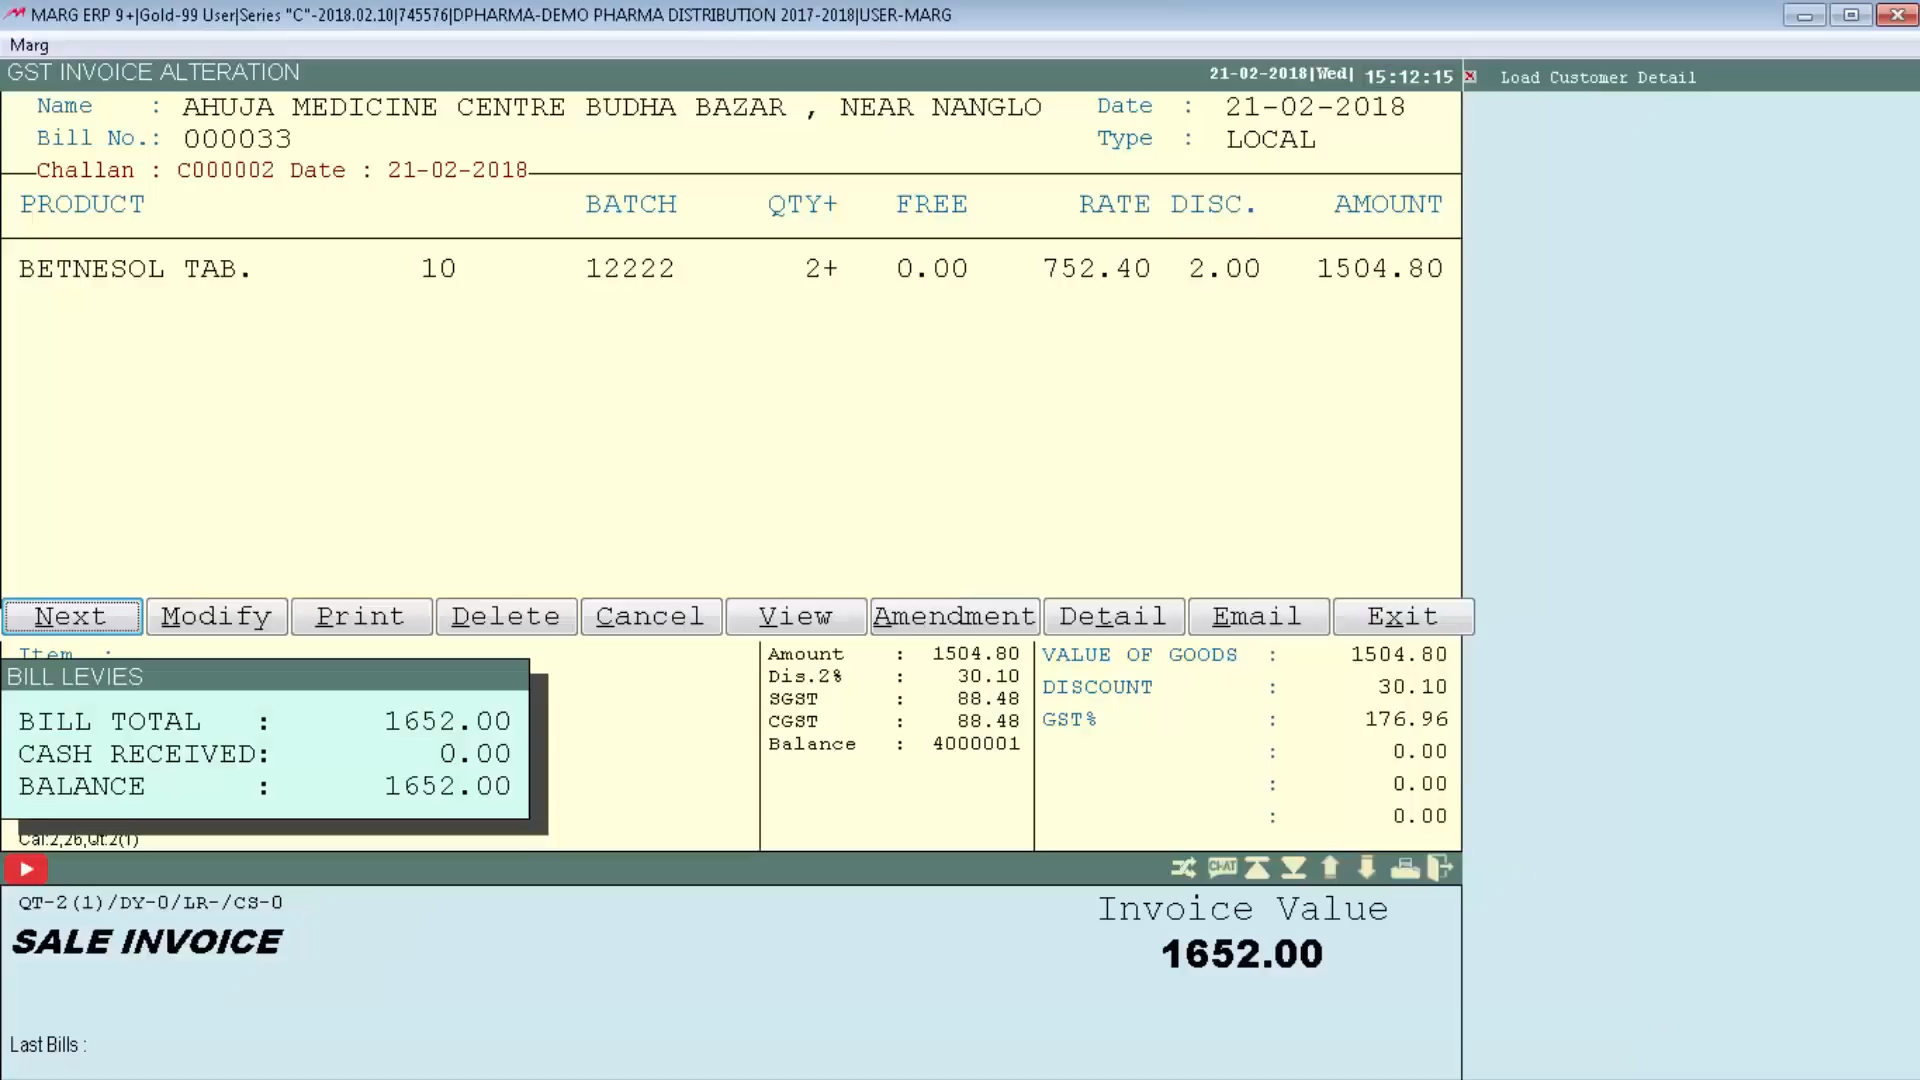 MARG ERP 9+|Gold-99 User|Series "C"-2018.02.10|745576|DPHARMA-DEMO PHARMA DISTRIBUTION 2017-2018|USER-MARG
Marg
GST INVOICE ALTERATION 21-02-2018|Wed| 15:12:15 Load Customer Detail
Name : AHUJA MEDICINE CENTRE BUDHA BAZAR , NEAR NANGLO Date : 21-02-2018
Bill No.: 000033 Type : LOCAL
Challan : C000002 Date : 21-02-2018
PRODUCT BATCH QTY+ FREE RATE DISC. AMOUNT
BETNESOL TAB. 10 12222 2+ 0.00 752.40 2.00 1504.80
Next Modify Print Delete Cancel View Amendment Detail Email Exit
Item :
BILL LEVIES
BILL TOTAL : 1652.00
CASH RECEIVED: 0.00
BALANCE : 1652.00
Cal:2,26,Qt:2(1)
Amount : 1504.80
Dis.2% : 30.10
SGST : 88.48
CGST : 88.48
Balance : 4000001
VALUE OF GOODS : 1504.80
DISCOUNT : 30.10
GST% : 176.96
: 0.00
: 0.00
: 0.00
CHAT
QT-2(1)/DY-0/LR-/CS-0
SALE INVOICE
Invoice Value
1652.00
Last Bills :